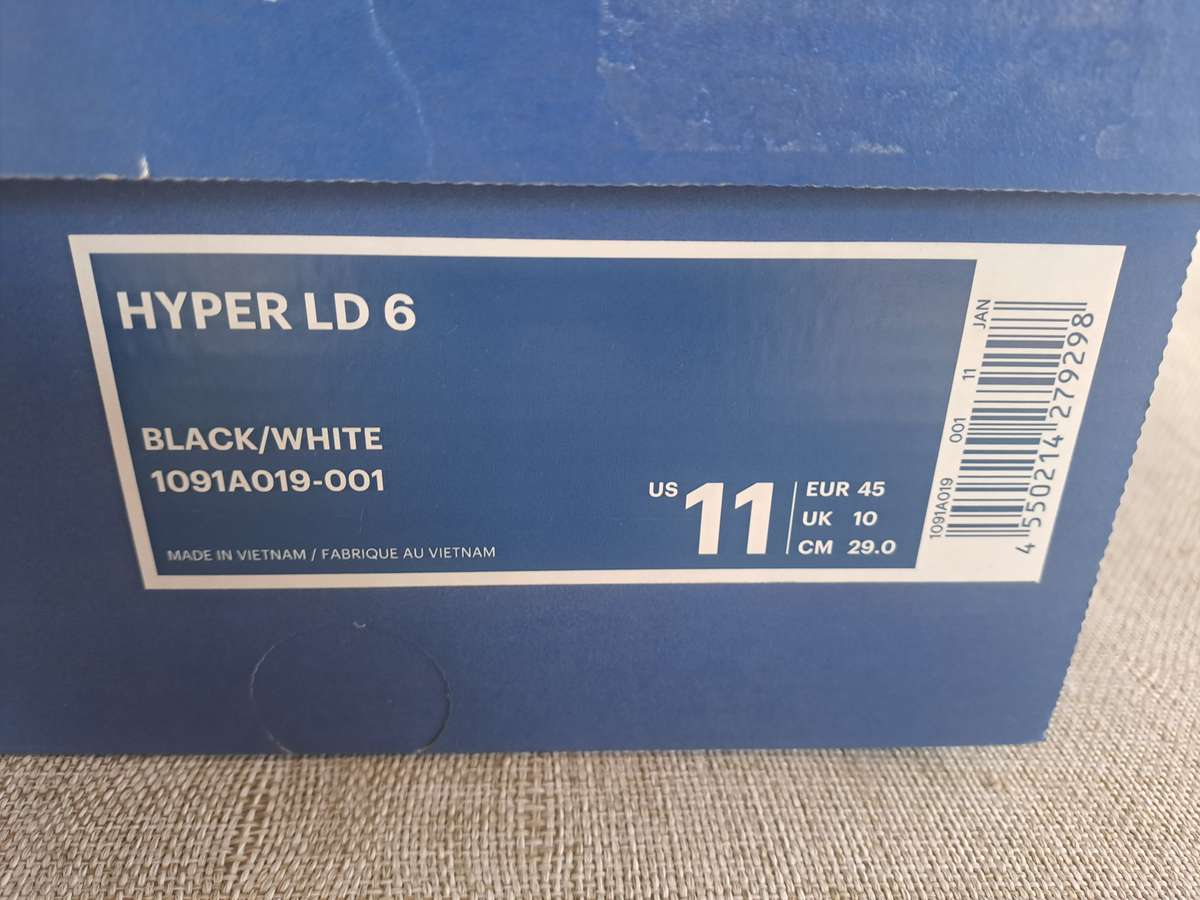 HYPER LD 6
BLACK/WHITE
1091A019-001
MADE IN VIETNAM / FABRIQUE AU VIETNAM
US 11
EUR 45
UK 10
CM 29.0
1091A019 001 11 JAN
4 550214 279298